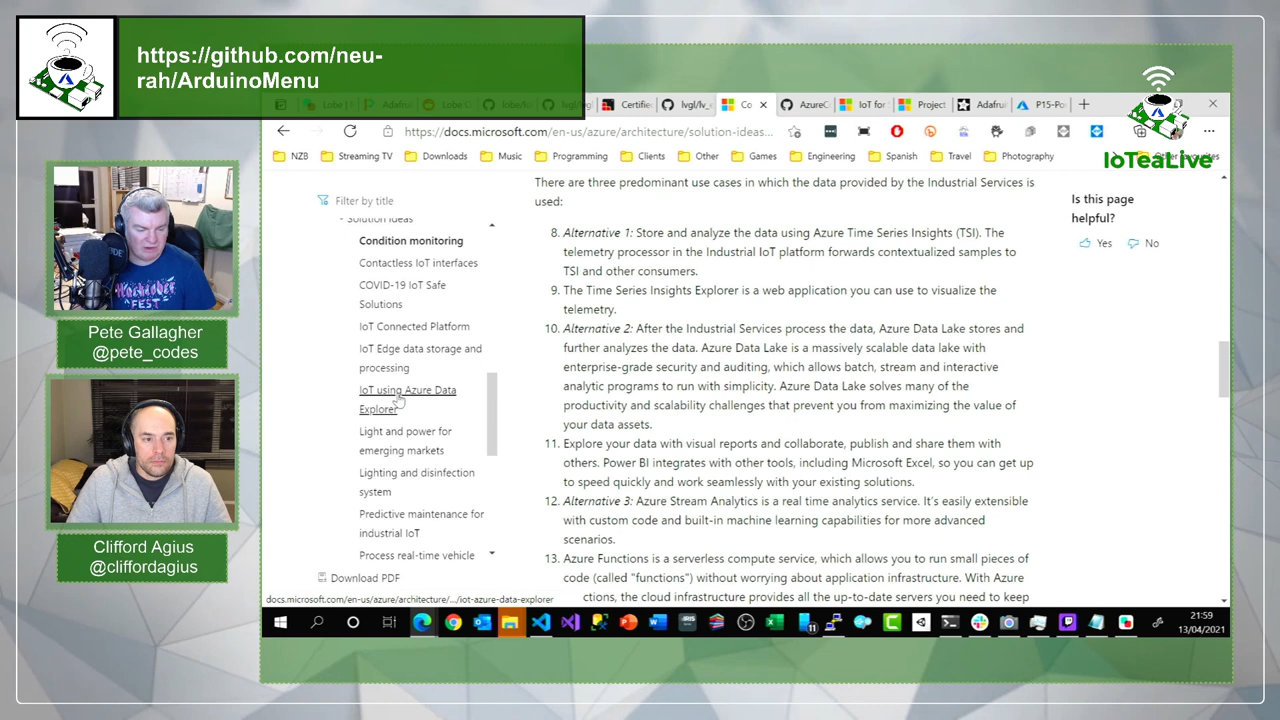 https://github.com/neu-
rah/ArduinoMenu
Pete Gallagher
@pete_codes
Clifford Agius
@cliffordagius
Lobe
Adafrui
Lobe C
lobe/
lvgl/
Certifie
lvgl/lv_e
Co
AzureC
IoT for
Project
Adafrui
P15-Po
https://docs.microsoft.com/en-us/azure/architecture/solution-ideas...
IoTeaLive
NZB
Streaming TV
Downloads
Music
Programming
Clients
Other
Games
Engineering
Spanish
Travel
Photography
Filter by title
Solution ideas
Condition monitoring
Contactless IoT interfaces
COVID-19 IoT Safe
Solutions
IoT Connected Platform
IoT Edge data storage and
processing
IoT using Azure Data
Explorer
Light and power for
emerging markets
Lighting and disinfection
system
Predictive maintenance for
industrial IoT
Process real-time vehicle
Download PDF
There are three predominant use cases in which the data provided by the Industrial Services is
used:
8. Alternative 1: Store and analyze the data using Azure Time Series Insights (TSI). The
telemetry processor in the Industrial IoT platform forwards contextualized samples to
TSI and other consumers.
9. The Time Series Insights Explorer is a web application you can use to visualize the
telemetry.
10. Alternative 2: After the Industrial Services process the data, Azure Data Lake stores and
further analyzes the data. Azure Data Lake is a massively scalable data lake with
enterprise-grade security and auditing, which allows batch, stream and interactive
analytic programs to run with simplicity. Azure Data Lake solves many of the
productivity and scalability challenges that prevent you from maximizing the value of
your data assets.
11. Explore your data with visual reports and collaborate, publish and share them with
others. Power BI integrates with other tools, including Microsoft Excel, so you can get up
to speed quickly and work seamlessly with your existing solutions.
12. Alternative 3: Azure Stream Analytics is a real time analytics service. It's easily extensible
with custom code and built-in machine learning capabilities for more advanced
scenarios.
13. Azure Functions is a serverless compute service, which allows you to run small pieces of
code (called "functions") without worrying about application infrastructure. With Azure
ctions, the cloud infrastructure provides all the up-to-date servers you need to keep
Is this page
helpful?
Yes
No
docs.microsoft.com/en-us/azure/architecture/.../iot-azure-data-explorer
21:59
13/04/2021